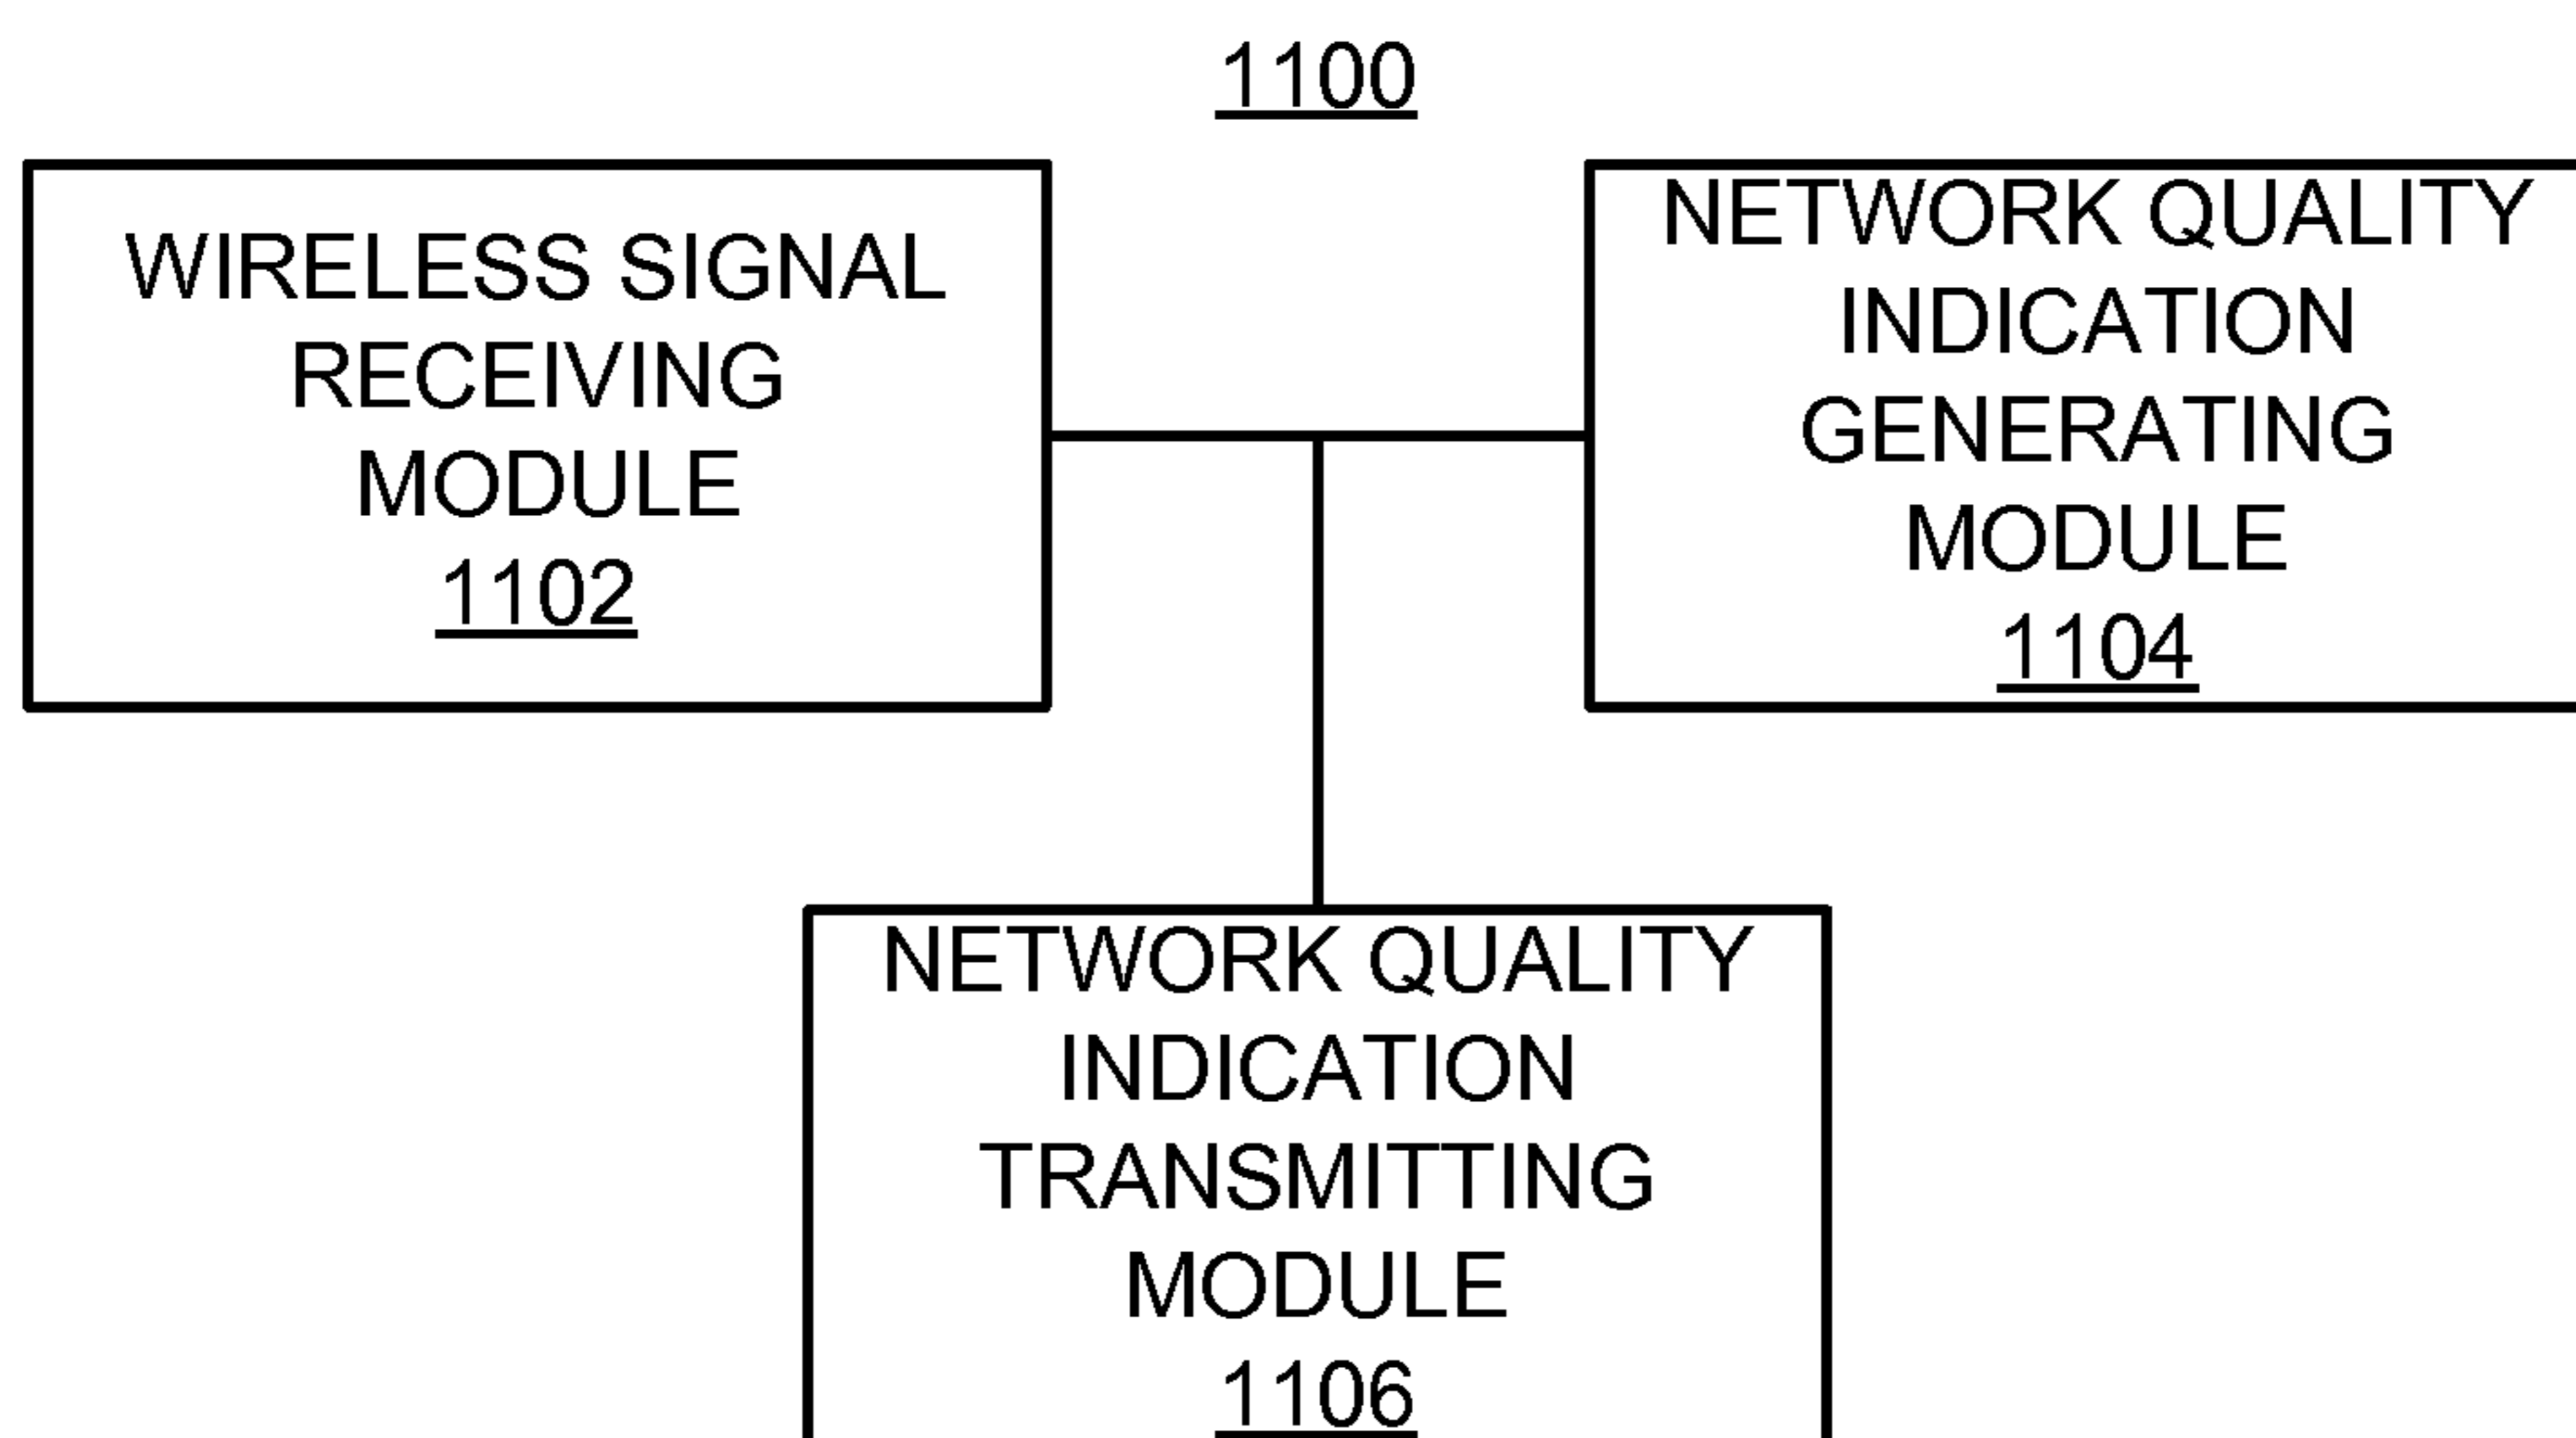 1100
WIRELESS SIGNAL
RECEIVING
MODULE
1102
NETWORK QUALITY
INDICATION
GENERATING
MODULE
1104
NETWORK QUALITY
INDICATION
TRANSMITTING
MODULE
1106